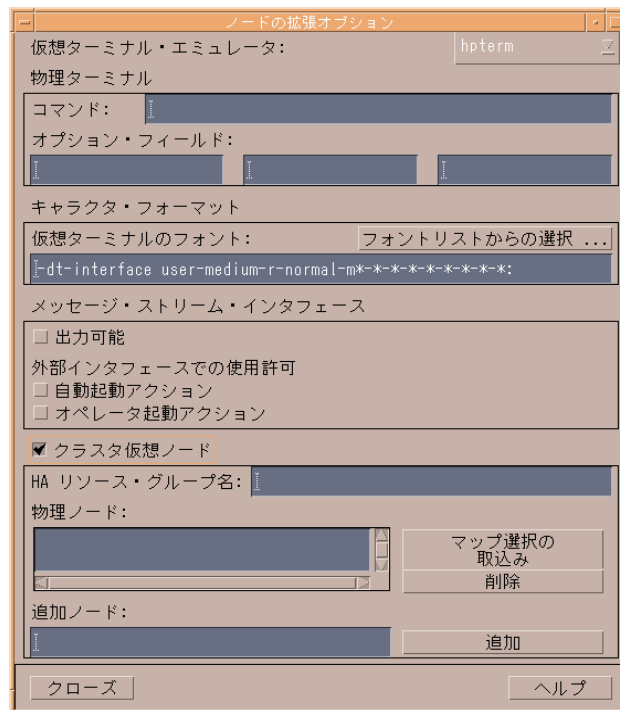 ノードの拡張オプション
仮想ターミナル・エミュレータ: hpterm
物理ターミナル
コマンド:
オプション・フィールド:
キャラクタ・フォーマット
仮想ターミナルのフォント: フォントリストからの選択 ...
-dt-interface user-medium-r-normal-m*-*-*-*-*-*-*-*-*:
メッセージ・ストリーム・インタフェース
出力可能
外部インタフェースでの使用許可
自動起動アクション
オペレータ起動アクション
クラスタ仮想ノード
HA リソース・グループ名:
物理ノード:
マップ選択の
取込み
削除
追加ノード:
追加
クローズ ヘルプ